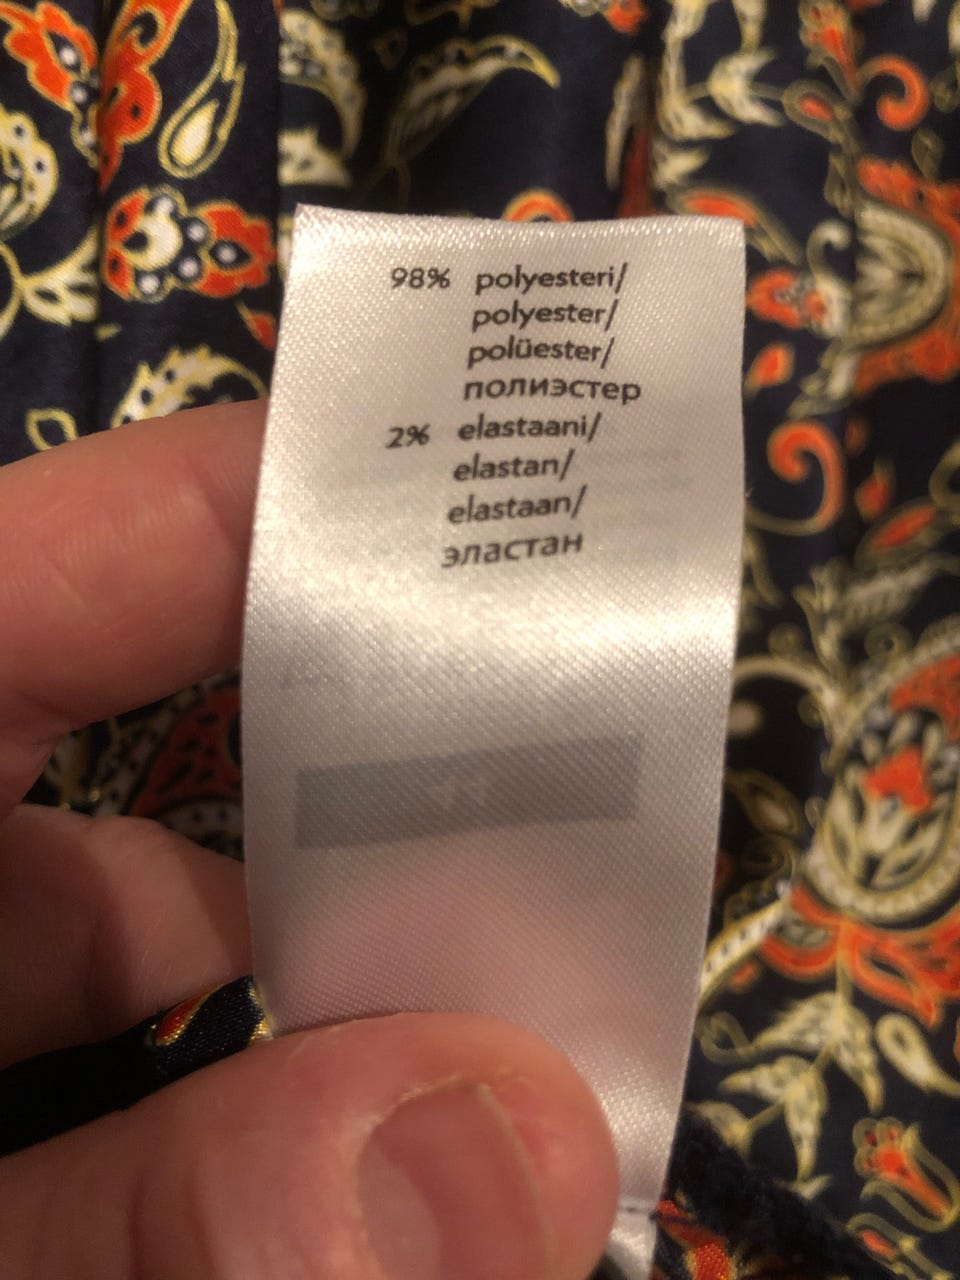 98% polyesteri/
polyester/
polüester/
полиэстер
2% elastaani/
elastan/
elastaan/
эластан